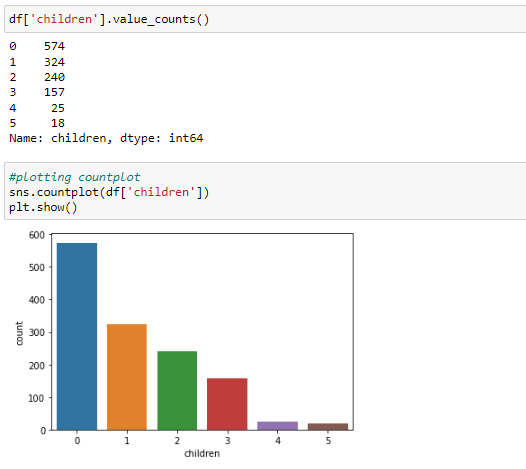 df['children'].value_counts()
0    574
1    324
2    240
3    157
4     25
5     18
Name: children, dtype: int64
#plotting countplot
sns.countplot(df['children'])
plt.show()
600
500
400
300
200
100
0
count
0 1 2 3 4 5
children